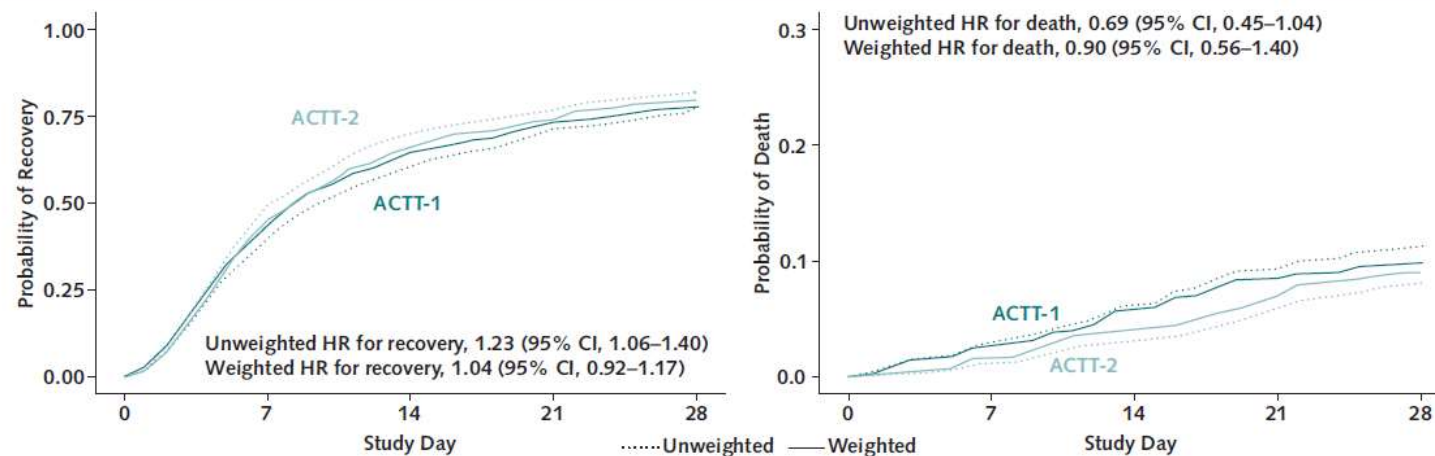 1.00
0.75
0.50
0.25
0.00
Probability of Recovery
ACTT-2
ACTT-1
Unweighted HR for recovery, 1.23 (95% CI, 1.06–1.40)
Weighted HR for recovery, 1.04 (95% CI, 0.92–1.17)
0 7 14 21 28
Study Day
Unweighted HR for death, 0.69 (95% CI, 0.45–1.04)
Weighted HR for death, 0.90 (95% CI, 0.56–1.40)
0.3
0.2
0.1
0.0
Probability of Death
ACTT-1
ACTT-2
0 7 14 21 28
Study Day
Unweighted Weighted